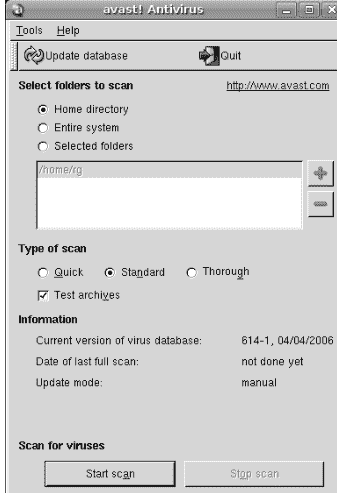 avast! Antivirus
Tools Help
Update database Quit
Select folders to scan http://www.avast.com
Home directory
Entire system
Selected folders
/home/rg
Type of scan
Quick Standard Thorough
Test archives
Information
Current version of virus database: 614-1, 04/04/2006
Date of last full scan: not done yet
Update mode: manual
Scan for viruses
Start scan Stop scan